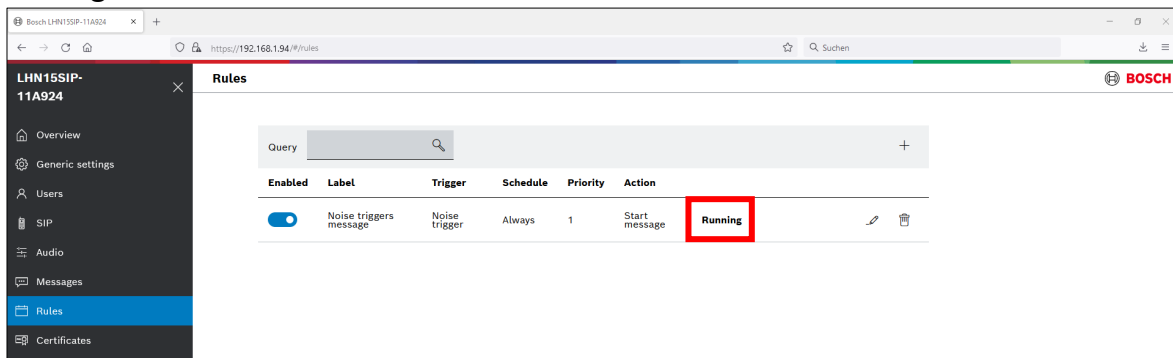 Bosch LHN15SIP-11A924
https://192.168.1.94/#/rules
Suchen
LHN15SIP-
11A924
Rules
BOSCH
Overview
Generic settings
Users
SIP
Audio
Messages
Rules
Certificates
Query
Enabled Label Trigger Schedule Priority Action
Noise triggers
message
Noise
trigger
Always
1
Start
message
Running